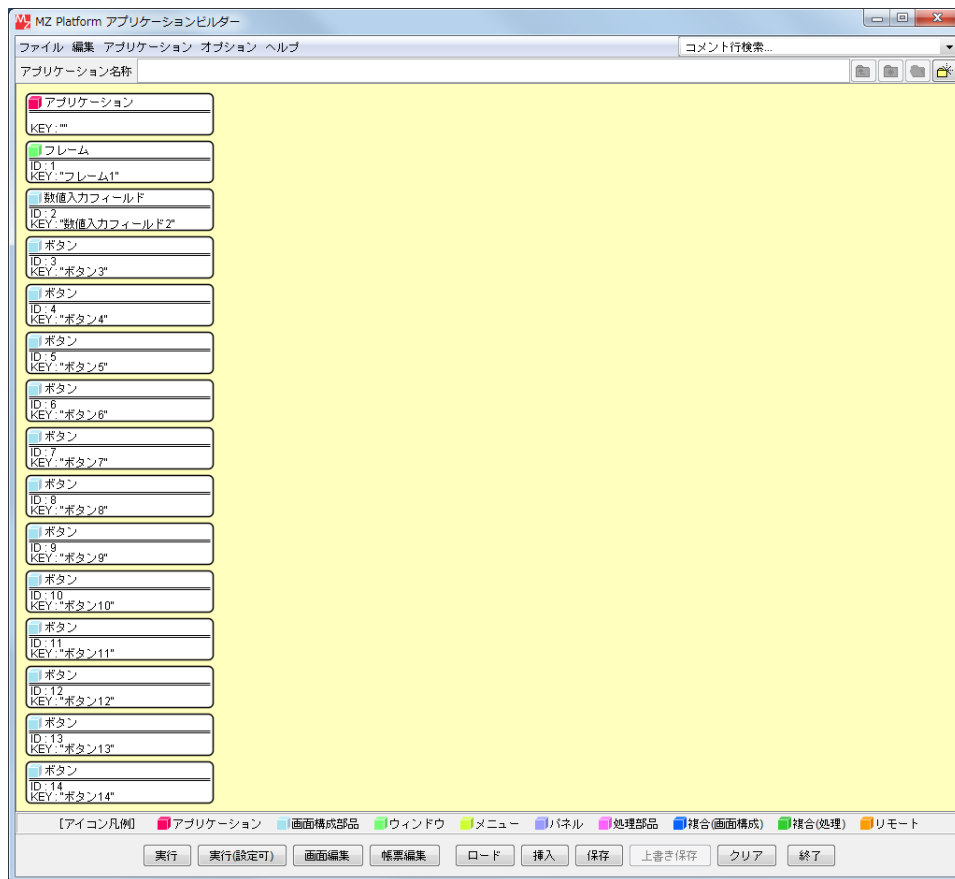 MZ Platform アプリケーションビルダー
ファイル 編集 アプリケーション オプション ヘルプ コメント行検索...
アプリケーション名称
アプリケーション
KEY:""
フレーム
ID:1
KEY:"フレーム1"
数値入力フィールド
ID:2
KEY:"数値入力フィールド2"
ボタン
ID:3
KEY:"ボタン3"
ボタン
ID:4
KEY:"ボタン4"
ボタン
ID:5
KEY:"ボタン5"
ボタン
ID:6
KEY:"ボタン6"
ボタン
ID:7
KEY:"ボタン7"
ボタン
ID:8
KEY:"ボタン8"
ボタン
ID:9
KEY:"ボタン9"
ボタン
ID:10
KEY:"ボタン10"
ボタン
ID:11
KEY:"ボタン11"
ボタン
ID:12
KEY:"ボタン12"
ボタン
ID:13
KEY:"ボタン13"
ボタン
ID:14
KEY:"ボタン14"
[アイコン凡例] アプリケーション 画面構成部品 ウィンドウ メニュー パネル 処理部品 複合(画面構成) 複合(処理) リモート
実行 実行(設定可) 画面編集 帳票編集 ロード 挿入 保存 上書き保存 クリア 終了